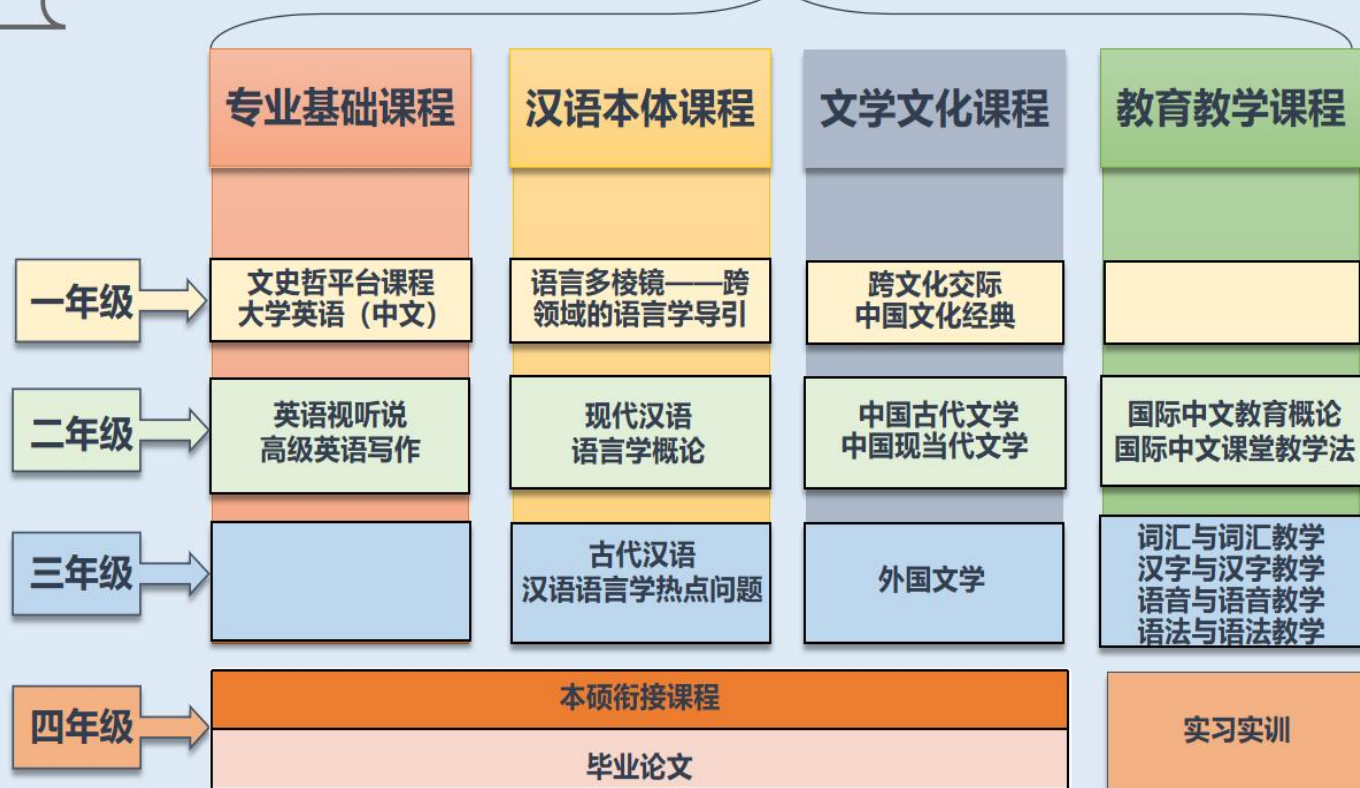 专业基础课程
汉语本体课程
文学文化课程
教育教学课程
一年级
文史哲平台课程
大学英语（中文）
语言多棱镜——跨
领域的语言学导引
跨文化交际
中国文化经典
二年级
英语视听说
高级英语写作
现代汉语
语言学概论
中国古代文学
中国现当代文学
国际中文教育概论
国际中文课堂教学法
三年级
古代汉语
汉语语言学热点问题
外国文学
词汇与词汇教学
汉字与汉字教学
语音与语音教学
语法与语法教学
四年级
本硕衔接课程
毕业论文
实习实训